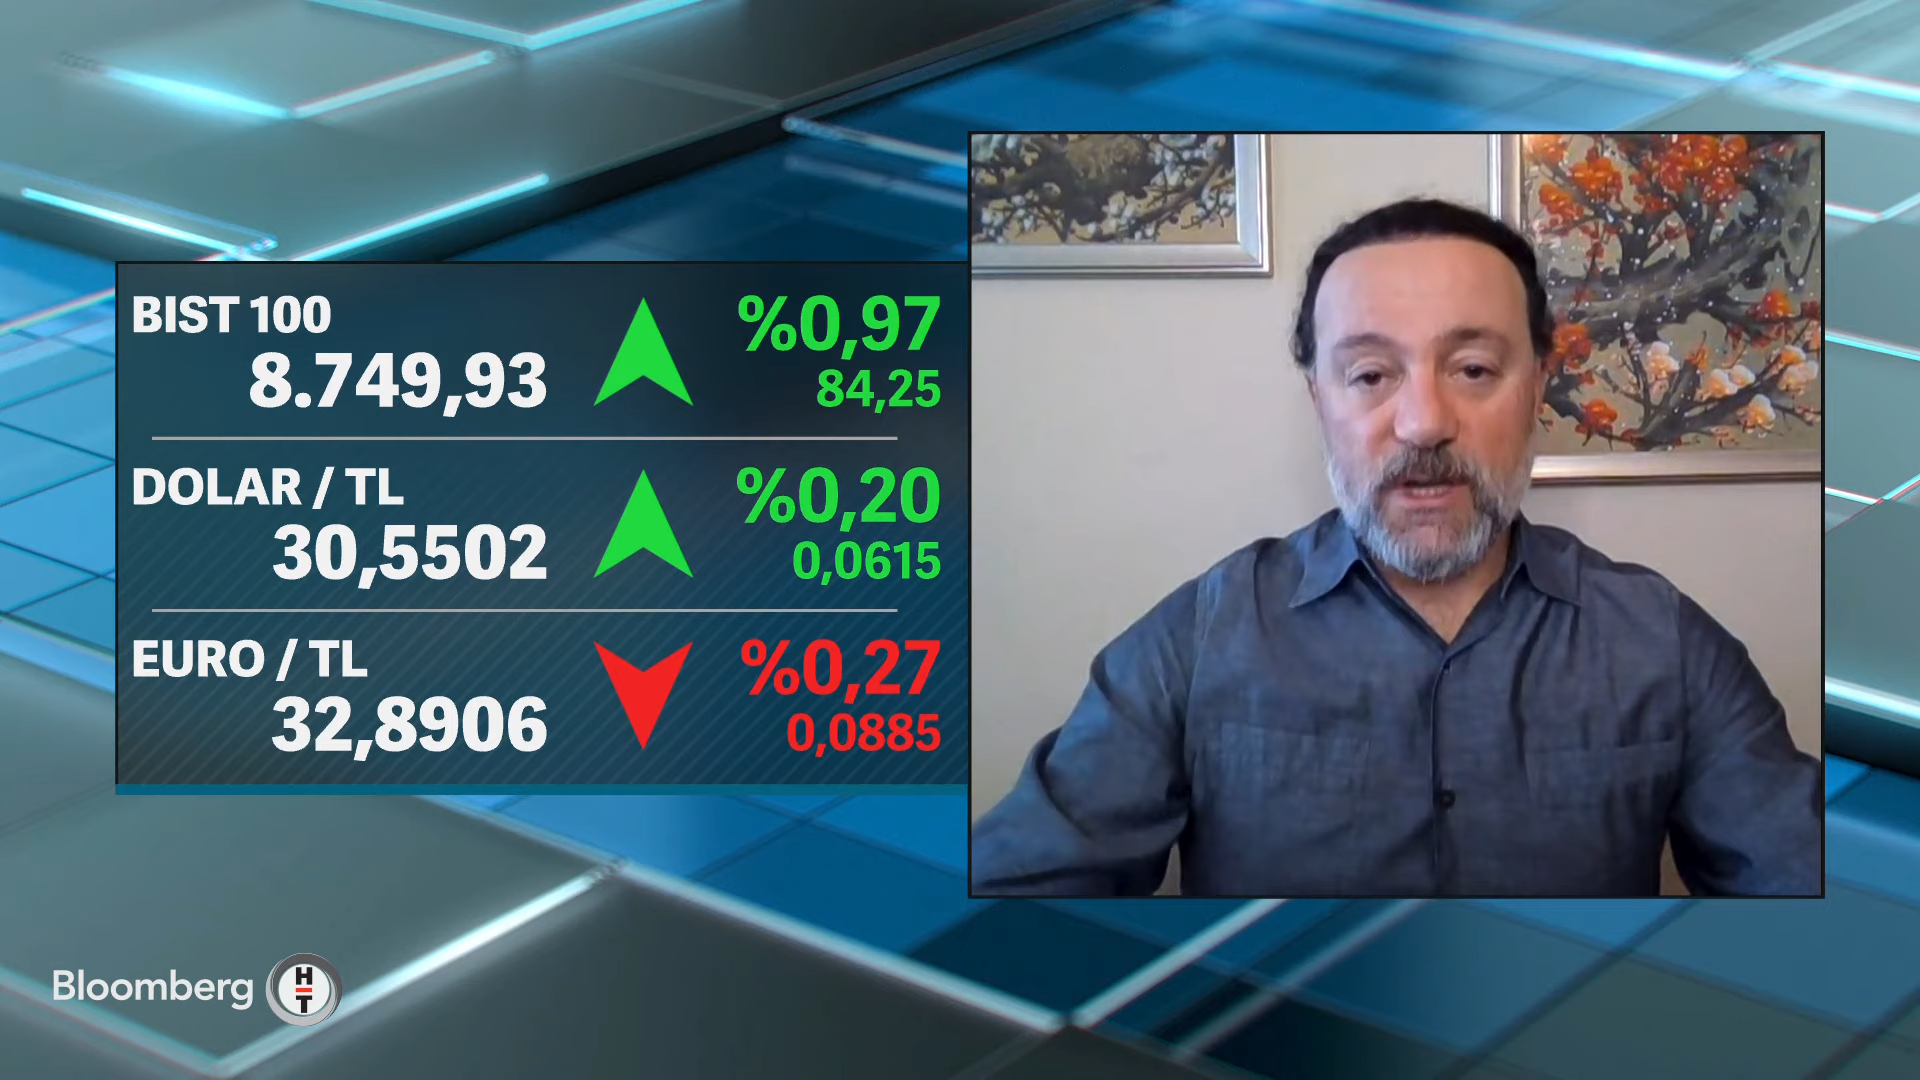 BIST 100
8.749,93
%0,97
84,25
DOLAR / TL
30,5502
%0,20
0,0615
EURO / TL
32,8906
%0,27
0,0885
Bloomberg HT